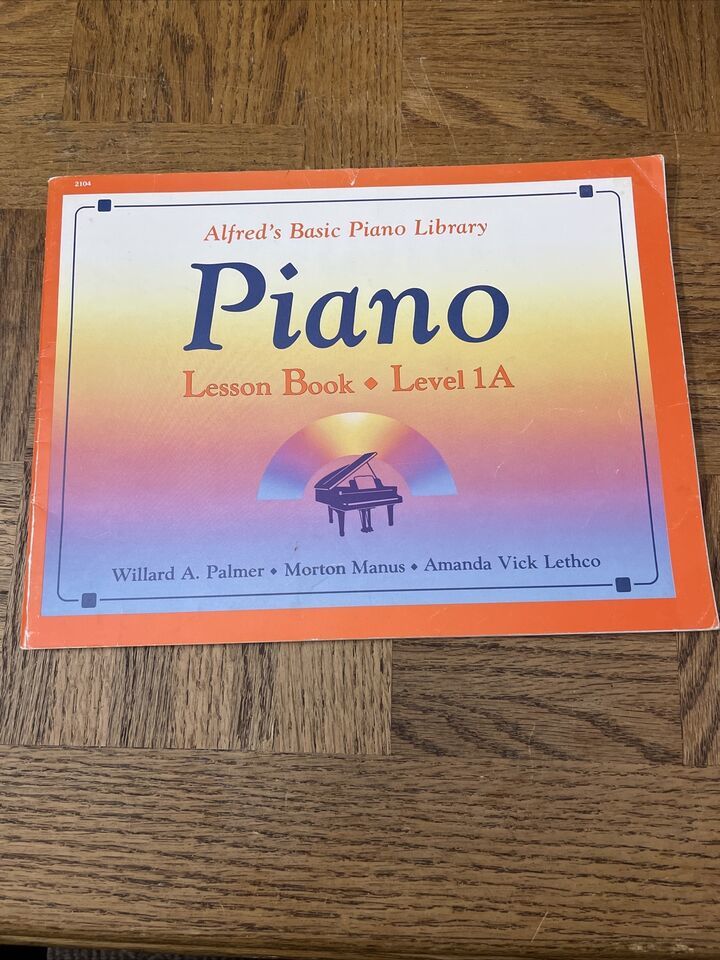 2104
Alfred's Basic Piano Library
Piano
Lesson Book ◆ Level 1A
Willard A. Palmer ◆ Morton Manus ◆ Amanda Vick Lethco